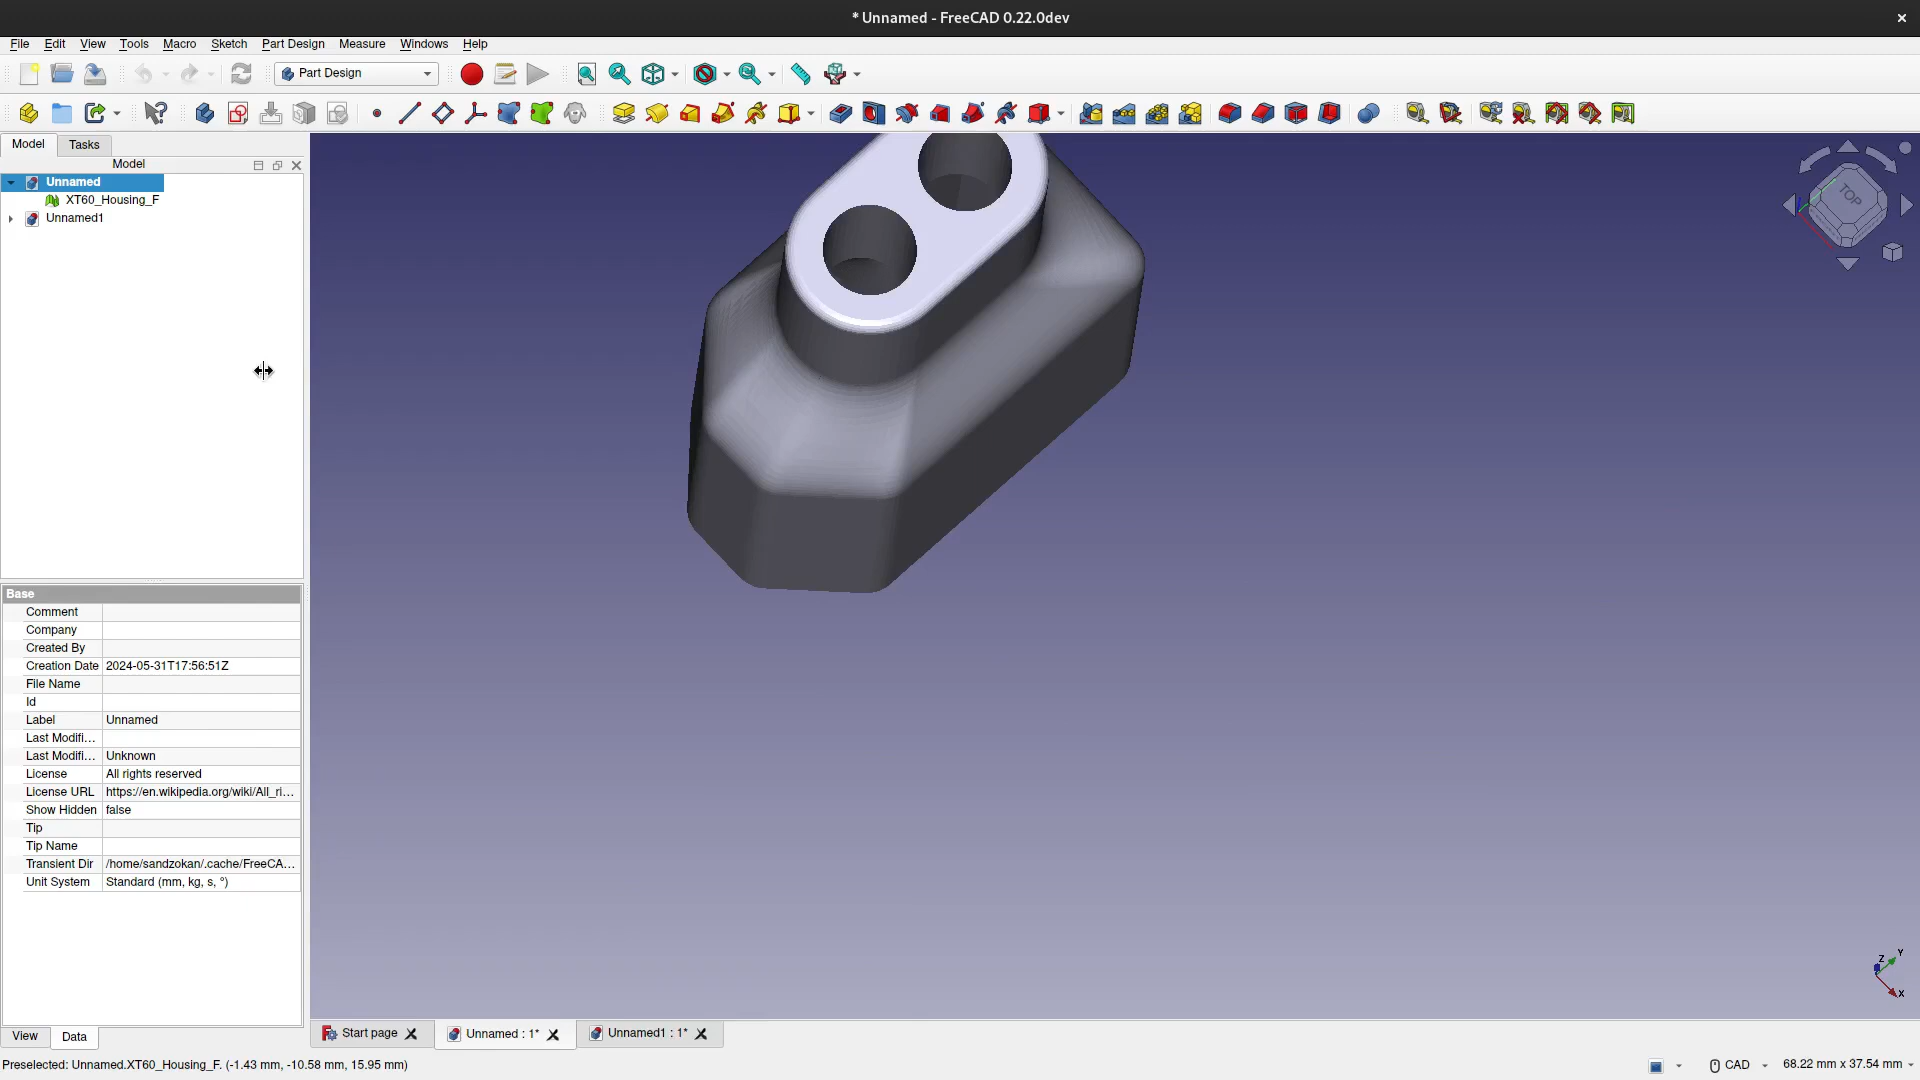 * Unnamed - FreeCAD 0.22.0dev
File Edit View Tools Macro Sketch Part Design Measure Windows Help
Part Design
Model Tasks
Model
Unnamed
XT60_Housing_F
Unnamed1
TOP
Base
Comment
Company
Created By
Creation Date 2024-05-31T17:56:51Z
File Name
Id
Label Unnamed
Last Modifi...
Last Modifi... Unknown
License All rights reserved
License URL https://en.wikipedia.org/wiki/All_ri...
Show Hidden false
Tip
Tip Name
Transient Dir /home/sandzokan/.cache/FreeCA...
Unit System Standard (mm, kg, s, °)
Z Y
X
View Data
Start page Unnamed : 1* Unnamed1 : 1*
Preselected: Unnamed.XT60_Housing_F. (-1.43 mm, -10.58 mm, 15.95 mm)
CAD 68.22 mm x 37.54 mm